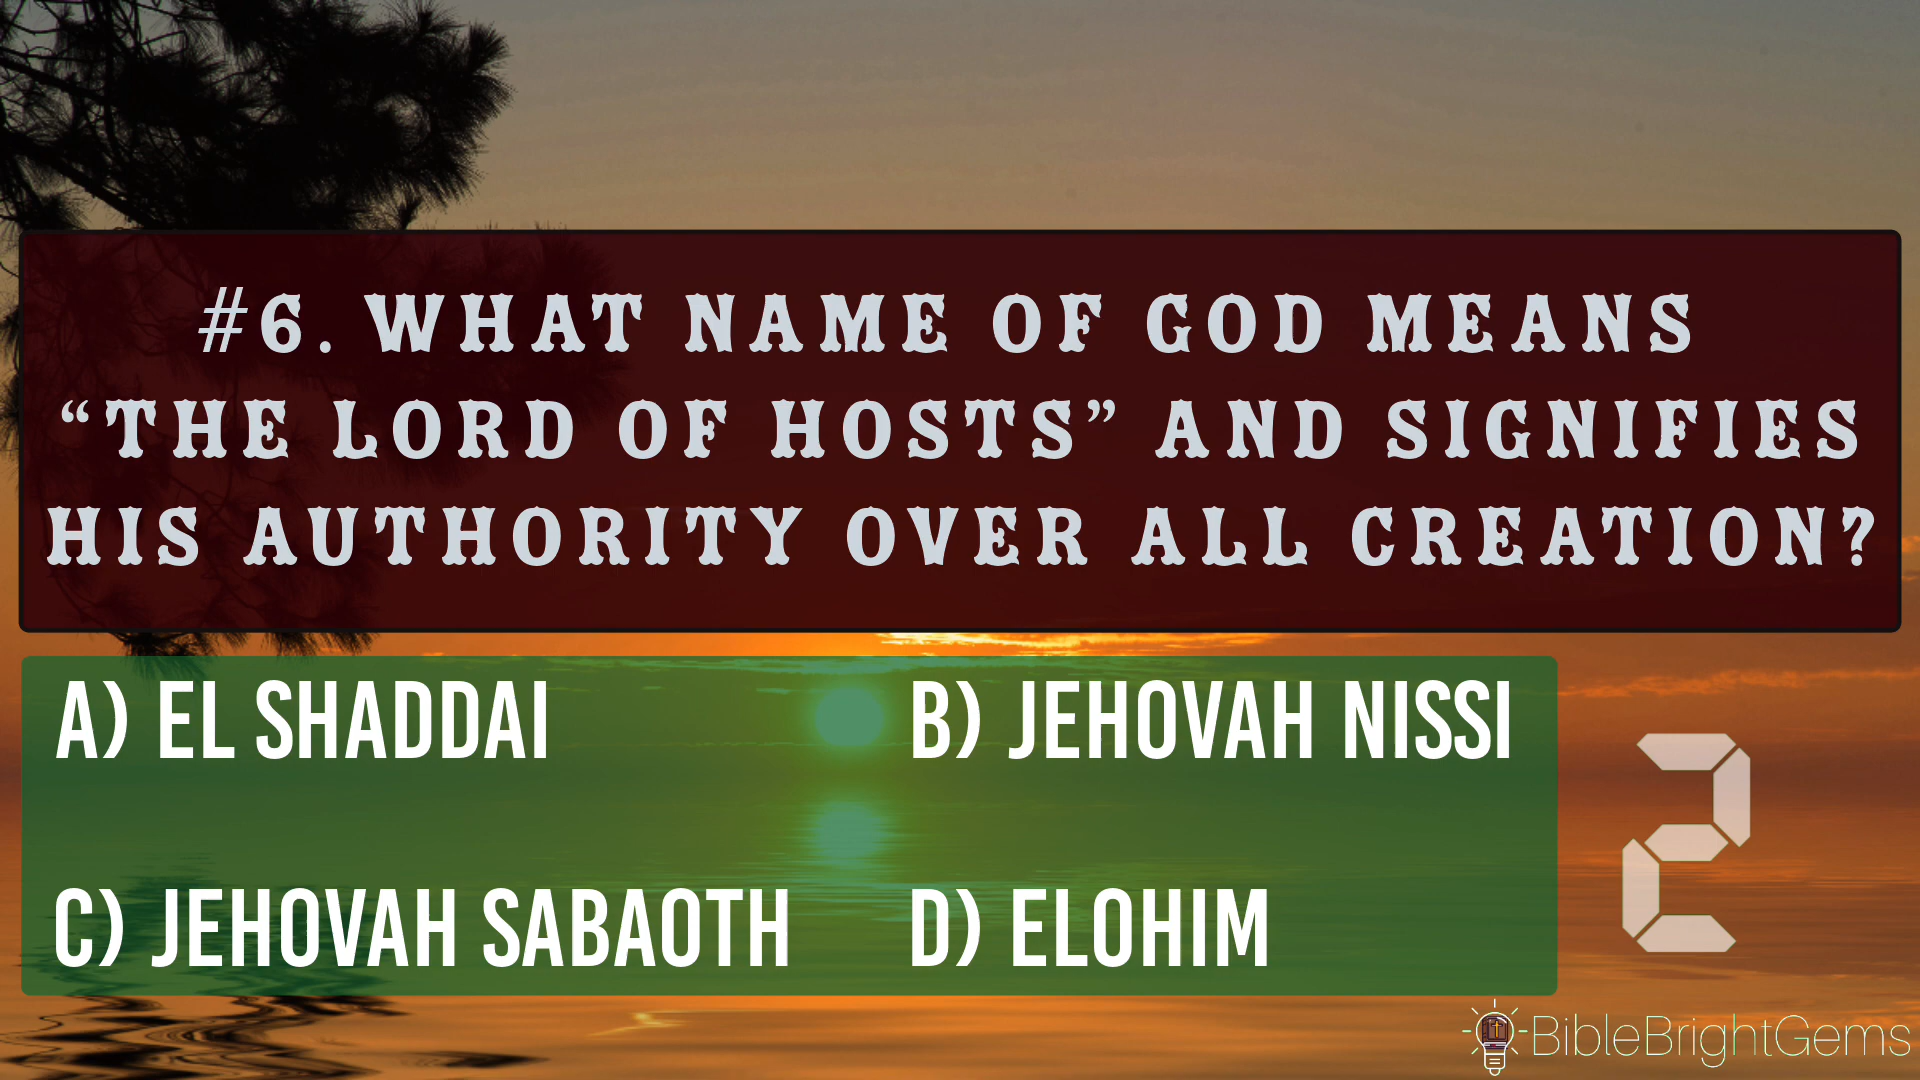 #6. WHAT NAME OF GOD MEANS
“THE LORD OF HOSTS” AND SIGNIFIES
HIS AUTHORITY OVER ALL CREATION?
A) EL SHADDAI
B) JEHOVAH NISSI
C) JEHOVAH SABAOTH
D) ELOHIM
2
BibleBrightGems